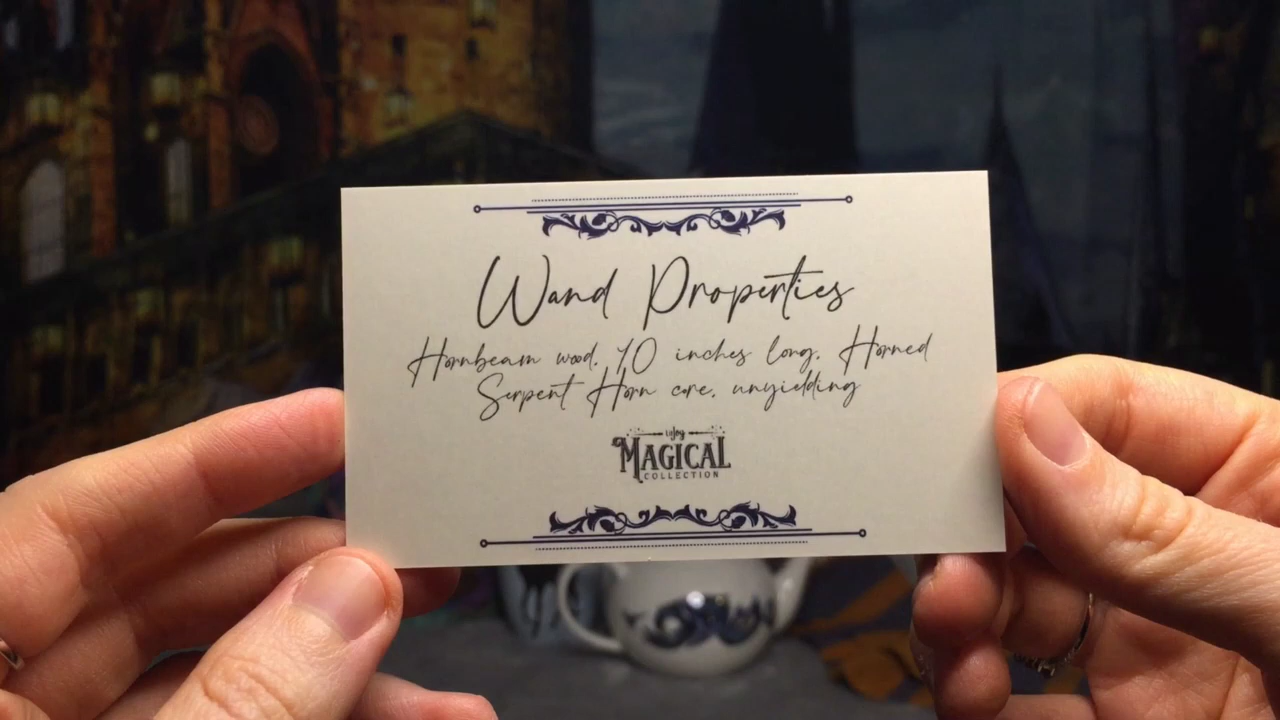 Wand Properties
Hornbeam wood, 10 inches long, Horned
Serpent Horn core, unyielding
MAGICAL
COLLECTION